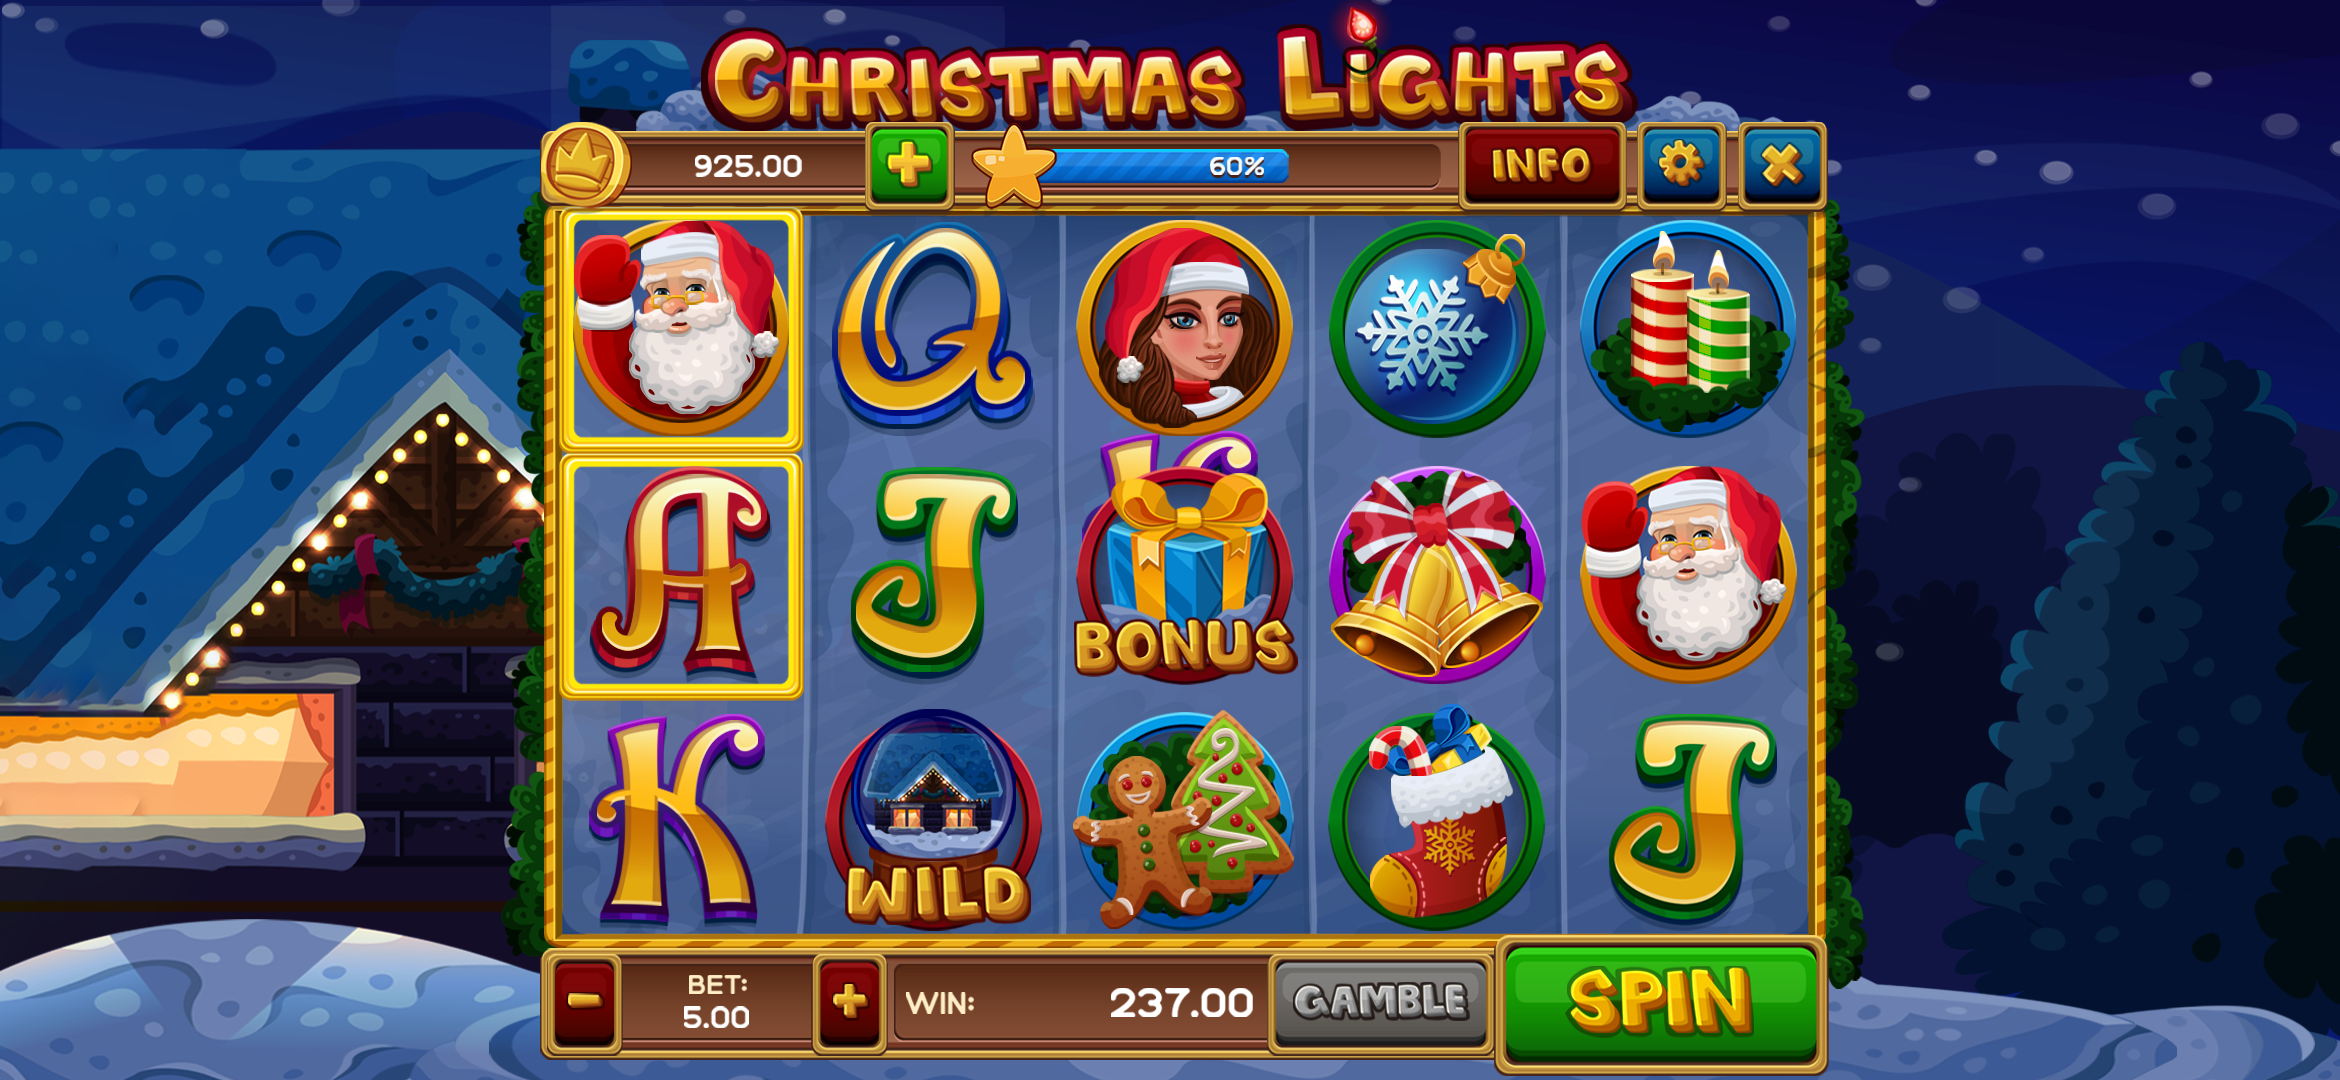 CHRISTMAS LIGHTS
925.00
60%
INFO
Q
A
J
BONUS
K
WILD
J
BET:
5.00
WIN: 237.00
GAMBLE
SPIN